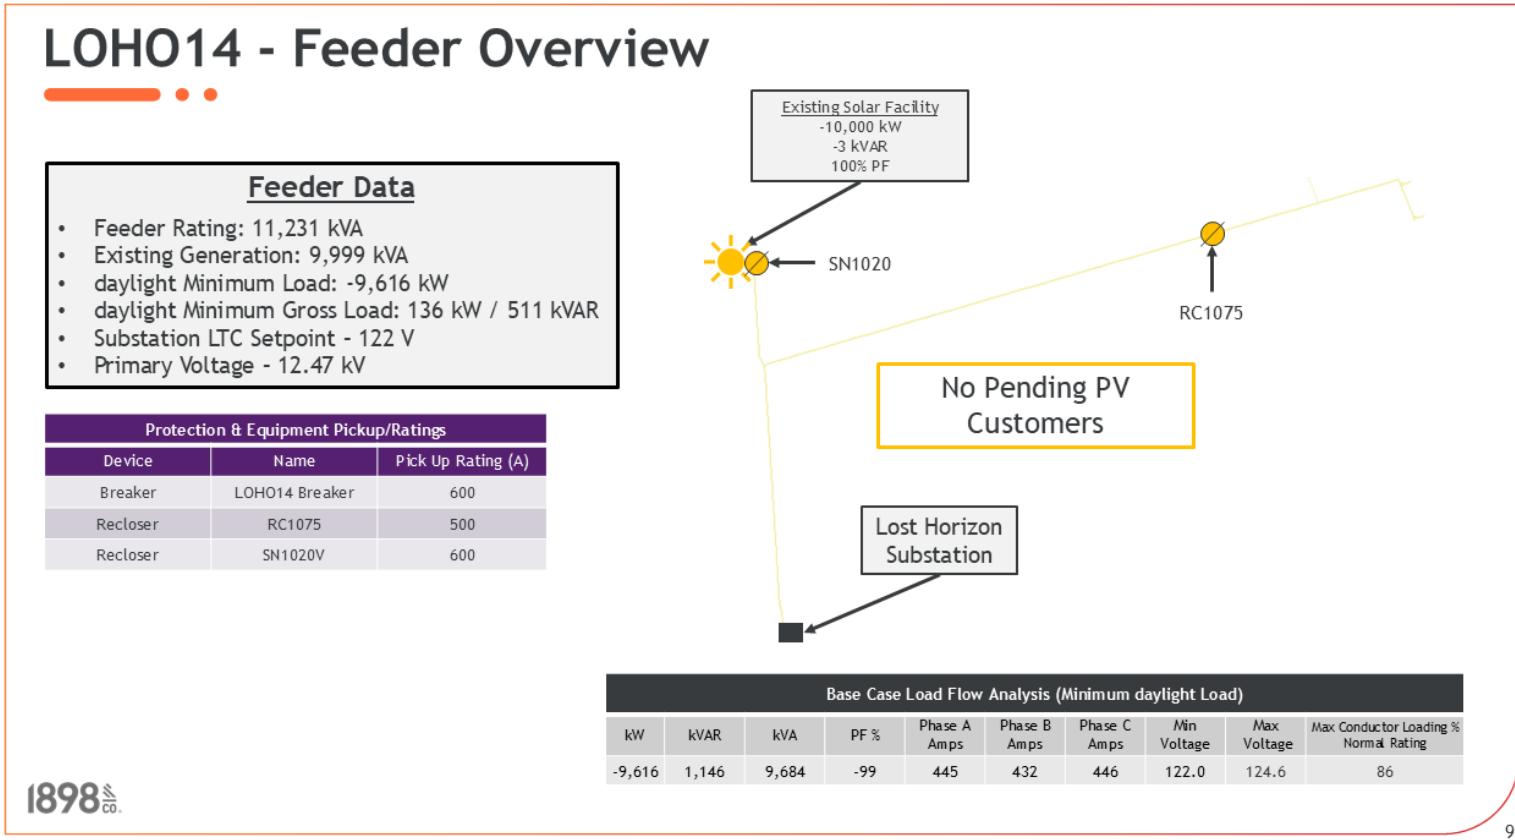 LOHO14 - Feeder Overview
Existing Solar Facility
-10,000 kW
-3 kVAR
100% PF
Feeder Data
• Feeder Rating: 11,231 kVA
• Existing Generation: 9,999 kVA
• daylight Minimum Load: -9,616 kW
• daylight Minimum Gross Load: 136 kW / 511 kVAR
• Substation LTC Setpoint - 122 V
• Primary Voltage - 12.47 kV
SN1020
RC1075
No Pending PV
Customers
Protection & Equipment Pickup/Ratings
Device Name Pick Up Rating (A)
Breaker LOHO14 Breaker 600
Recloser RC1075 500
Recloser SN1020V 600
Lost Horizon
Substation
Base Case Load Flow Analysis (Minimum daylight Load)
kW kVAR kVA PF % Phase A Amps Phase B Amps Phase C Amps Min Voltage Max Voltage Max Conductor Loading % Normal Rating
-9,616 1,146 9,684 -99 445 432 446 122.0 124.6 86
1898 & CO.
9